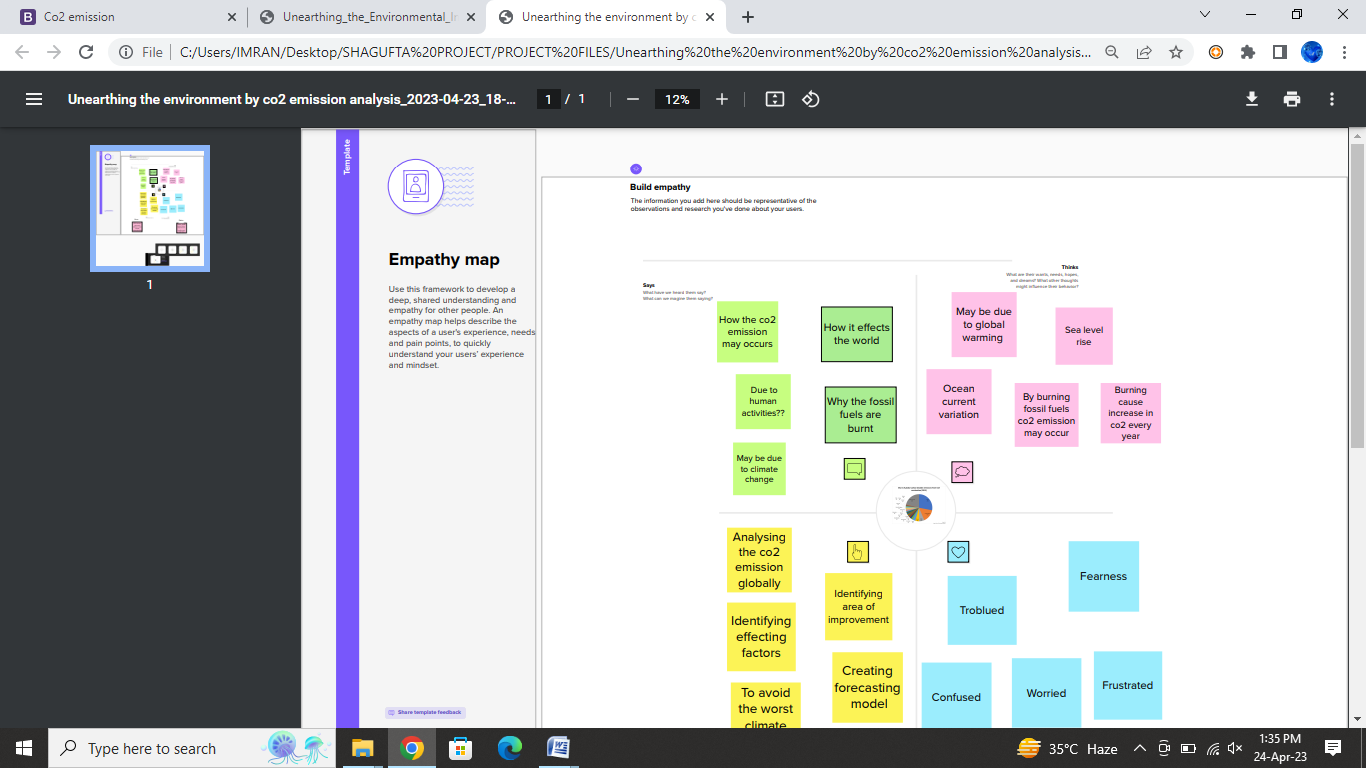 Co2 emission
Unearthing_the_Environmental_I
Unearthing the environment by c
File
C:/Users/IMRAN/Desktop/SHAGUFTA%20PROJECT/PROJECT%20FILES/Unearthing%20the%20environment%20by%20co2%20emission%20analysis...
Unearthing the environment by co2 emission analysis_2023-04-23_18-...
1 / 1
12%
1
Template
Empathy map
Use this framework to develop a
deep, shared understanding and
empathy for other people. An
empathy map helps describe the
aspects of a user's experience, needs
and pain points, to quickly
understand your users' experience
and mindset.
Share template feedback
Build empathy
The information you add here should be representative of the
observations and research you've done about your users.
Says
What have we heard them say?
What can we imagine them saying?
Thinks
What are their wants, needs, hopes,
and dreams? What other thoughts
might influence their behavior?
How the co2
emission
may occurs
How it effects
the world
Due to
human
activities??
Why the fossil
fuels are
burnt
May be due
to climate
change
May be due
to global
warming
Sea level
rise
Ocean
current
variation
By burning
fossil fuels
co2 emission
may occur
Burning
cause
increase in
co2 every
year
Analysing
the co2
emission
globally
Identifying
area of
improvement
Identifying
effecting
factors
Creating
forecasting
model
To avoid
the worst
climate
Fearness
Troblued
Confused
Worried
Frustrated
Type here to search
35°C Haze
1:35 PM
24-Apr-23